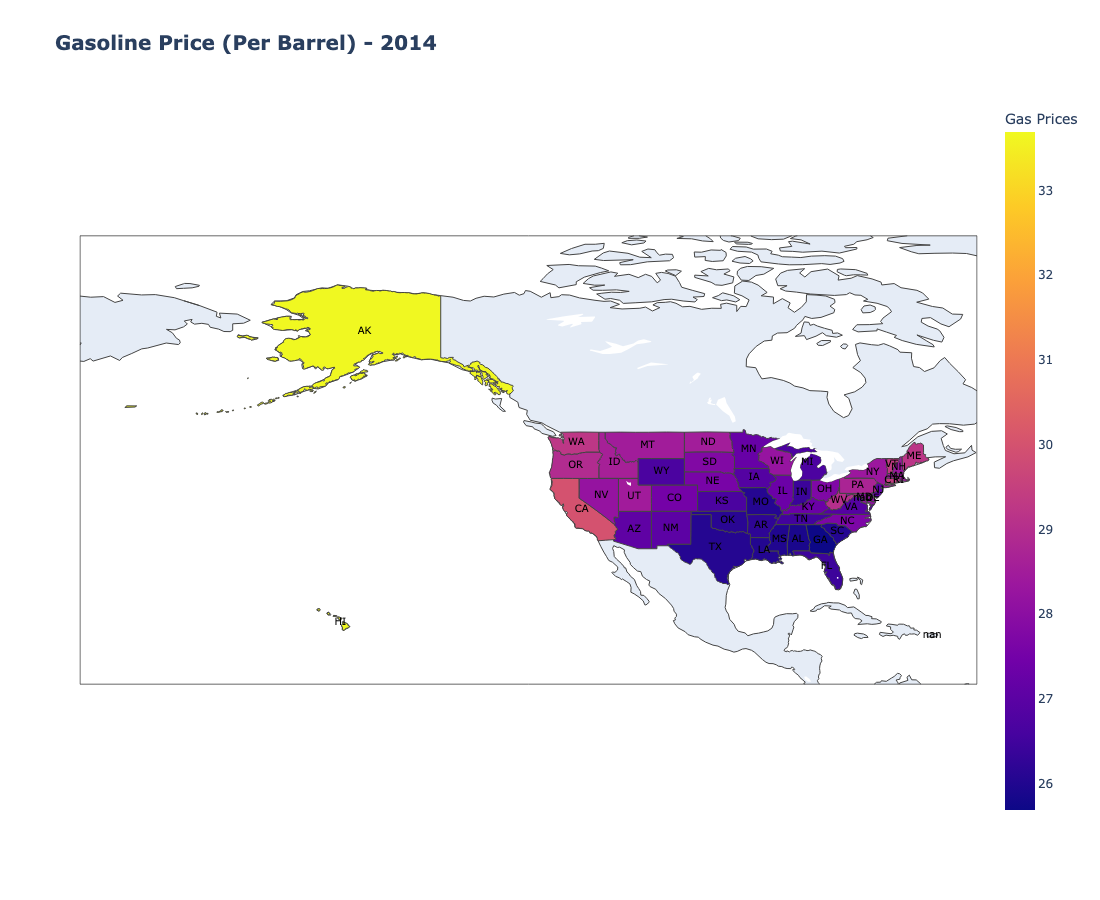 Gasoline Price (Per Barrel) - 2014
Gas Prices
33
32
31
30
29
28
27
26
AK
WA
MT
ND
MN
ME
OR
ID
SD
WI
MI
VT
NH
WY
IA
NY
MA
NV
UT
NE
IL
IN
OH
PA
CT
RI
CA
CO
KS
MO
WV
NJ
MD
DE
KY
VA
AZ
NM
OK
AR
TN
NC
SC
TX
LA
MS
AL
GA
FL
HI
nan